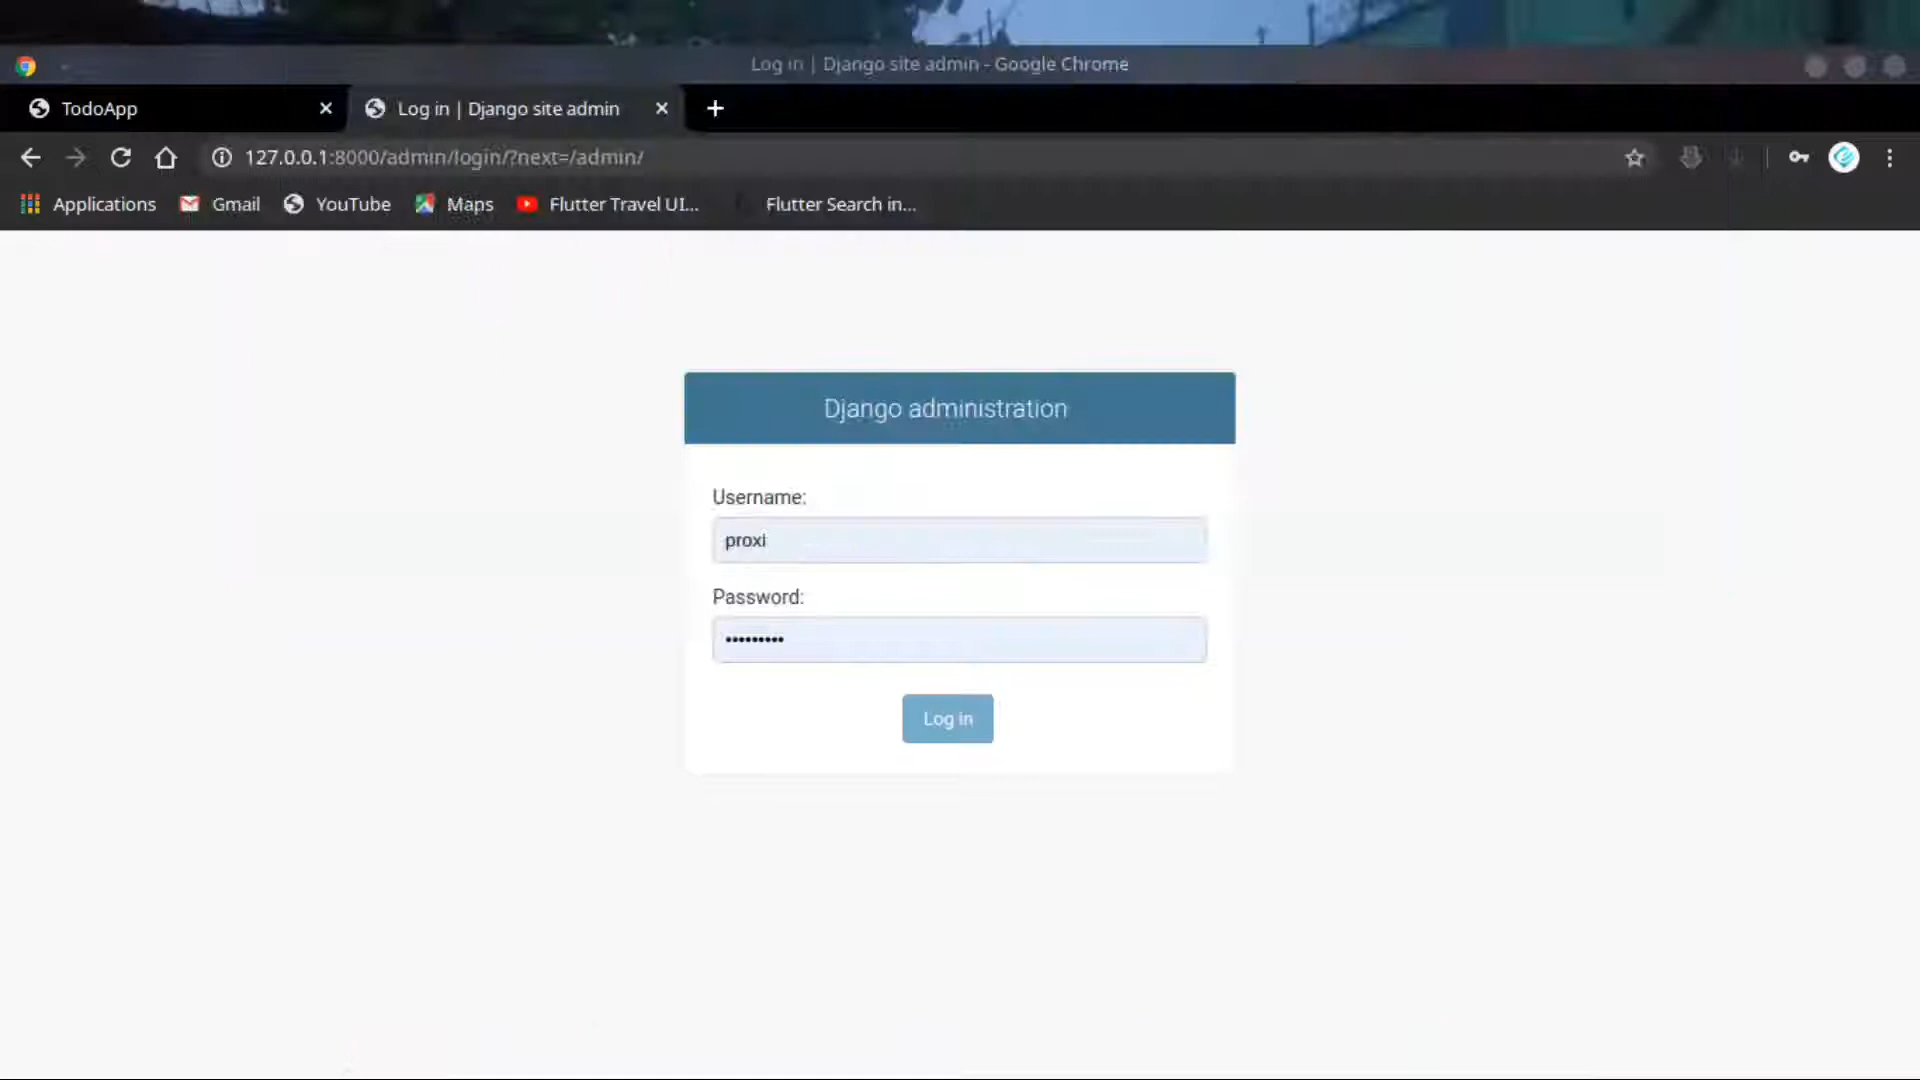 Log in | Django site admin - Google Chrome
TodoApp
Log in | Django site admin
127.0.0.1:8000/admin/login/?next=/admin/
Applications
Gmail
YouTube
Maps
Flutter Travel UI...
Flutter Search in...
Django administration
Username:
proxi
Password:
•••••••••
Log in